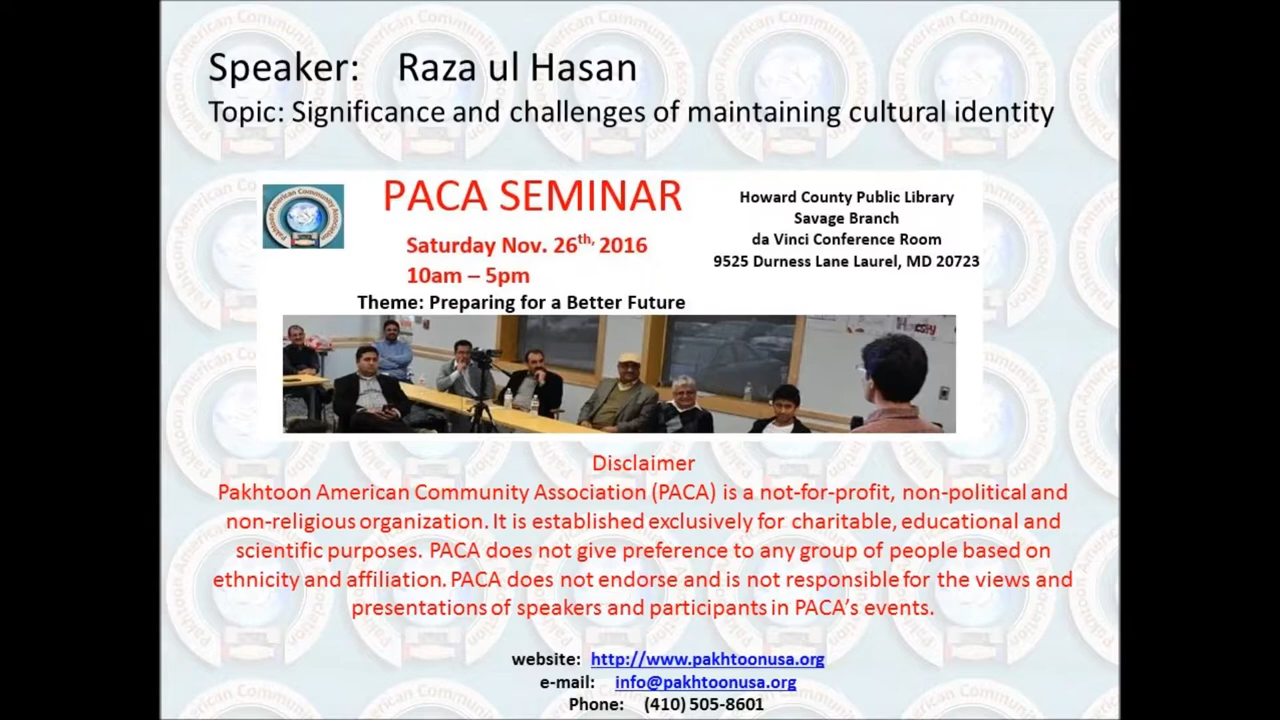 Speaker: Raza ul Hasan
Topic: Significance and challenges of maintaining cultural identity
Pakhtoon American Community Association
PACA SEMINAR
Saturday Nov. 26th, 2016
10am – 5pm
Theme: Preparing for a Better Future
Howard County Public Library
Savage Branch
da Vinci Conference Room
9525 Durness Lane Laurel, MD 20723
Honesty
Disclaimer
Pakhtoon American Community Association (PACA) is a not-for-profit, non-political and
non-religious organization. It is established exclusively for charitable, educational and
scientific purposes. PACA does not give preference to any group of people based on
ethnicity and affiliation. PACA does not endorse and is not responsible for the views and
presentations of speakers and participants in PACA's events.
website: http://www.pakhtoonusa.org
e-mail: info@pakhtoonusa.org
Phone: (410) 505-8601